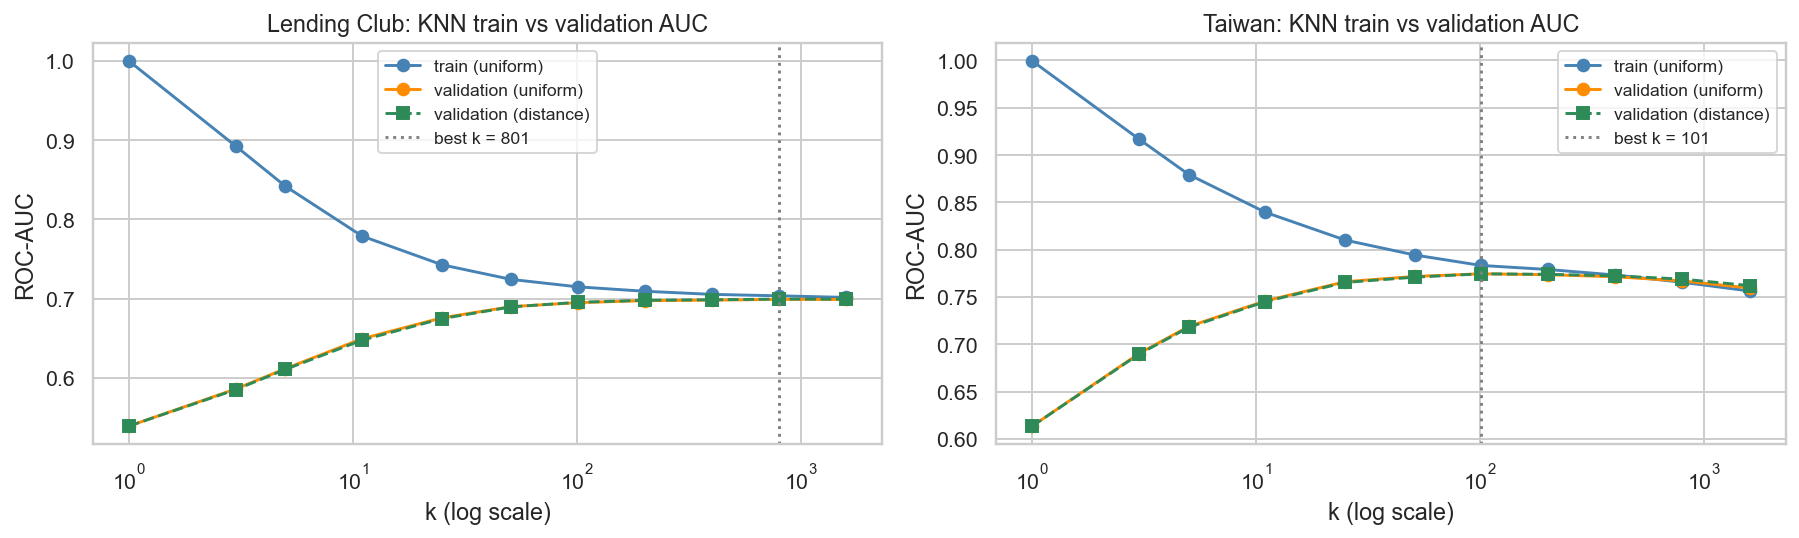 Lending Club: KNN train vs validation AUC
ROC-AUC
1.0
0.9
0.8
0.7
0.6
train (uniform)
validation (uniform)
validation (distance)
best k = 801
10^0
10^1
10^2
10^3
k (log scale)
Taiwan: KNN train vs validation AUC
ROC-AUC
1.00
0.95
0.90
0.85
0.80
0.75
0.70
0.65
0.60
train (uniform)
validation (uniform)
validation (distance)
best k = 101
10^0
10^1
10^2
10^3
k (log scale)